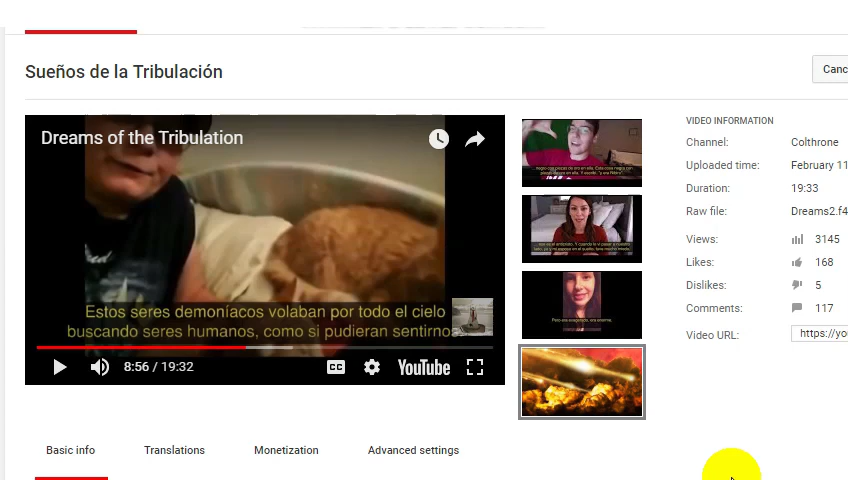 Sueños de la Tribulación
Canc
Dreams of the Tribulation
Estos seres demoníacos volaban por todo el cielo
buscando seres humanos, como si pudieran sentirnos
8:56 / 19:32
CC
YouTube
VIDEO INFORMATION
Channel: Colthrone
Uploaded time: February 11
Duration: 19:33
Raw file: Dreams2.f4
Views: 3145
Likes: 168
Dislikes: 5
Comments: 117
Video URL: https://yo
Basic info
Translations
Monetization
Advanced settings